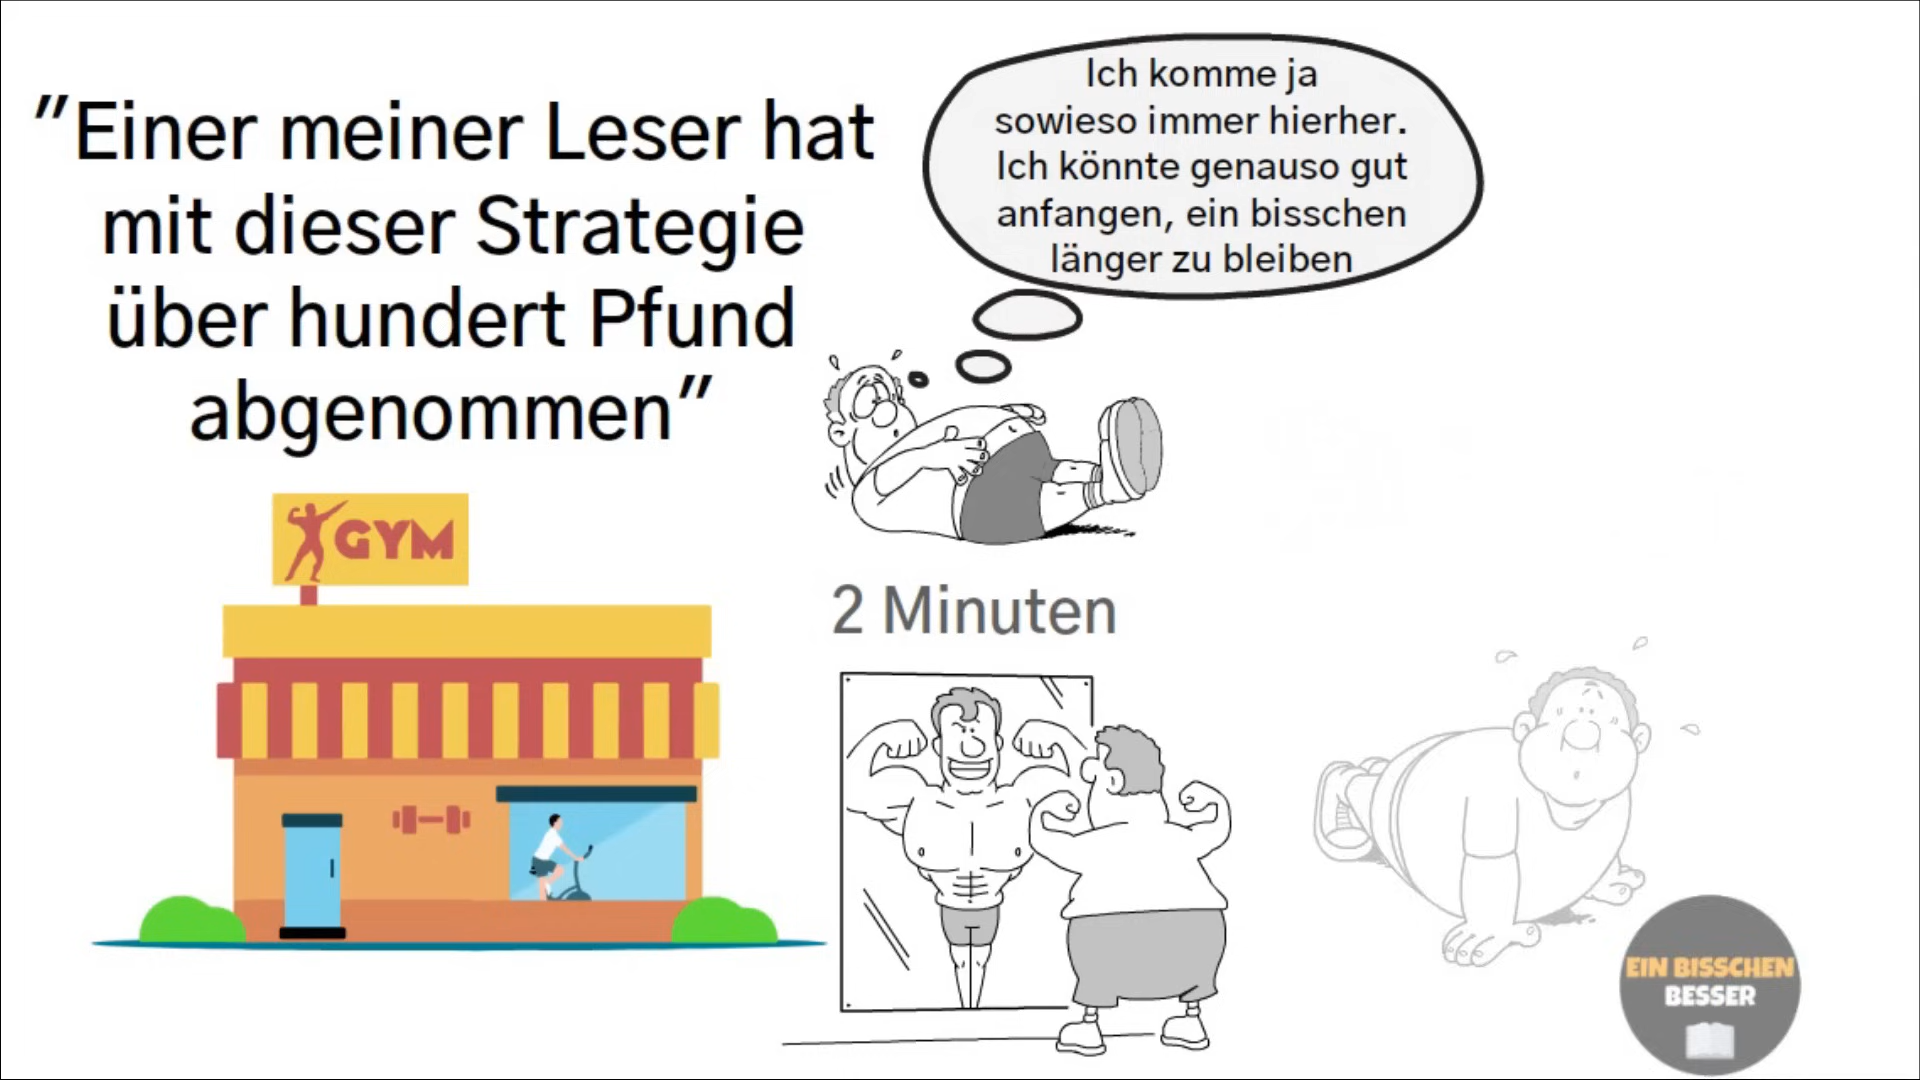 "Einer meiner Leser hat
mit dieser Strategie
über hundert Pfund
abgenommen"
Ich komme ja
sowieso immer hierher.
Ich könnte genauso gut
anfangen, ein bisschen
länger zu bleiben
GYM
2 Minuten
EIN BISSCHEN
BESSER